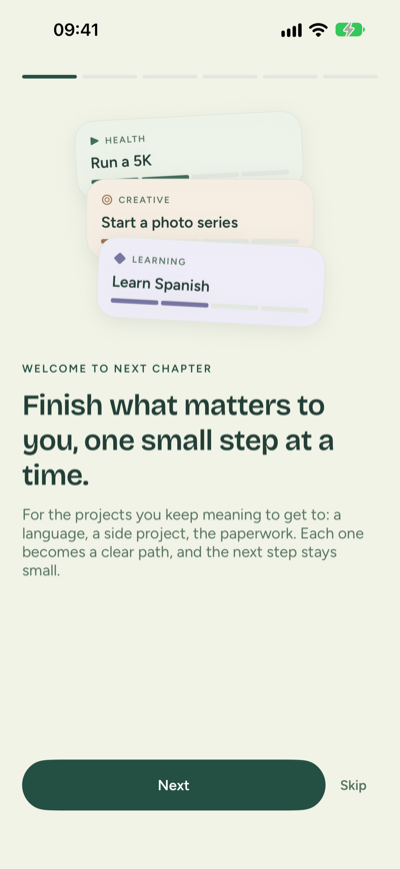 09:41
HEALTH
Run a 5K
CREATIVE
Start a photo series
LEARNING
Learn Spanish
WELCOME TO NEXT CHAPTER
Finish what matters to
you, one small step at a
time.
For the projects you keep meaning to get to: a
language, a side project, the paperwork. Each one
becomes a clear path, and the next step stays
small.
Next
Skip